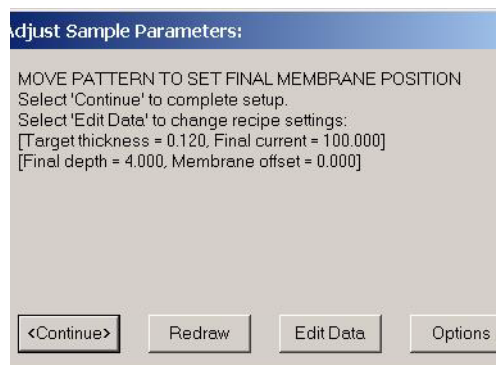 Adjust Sample Parameters:
MOVE PATTERN TO SET FINAL MEMBRANE POSITION
Select 'Continue' to complete setup.
Select 'Edit Data' to change recipe settings:
[Target thickness = 0.120, Final current = 100.000]
[Final depth = 4.000, Membrane offset = 0.000]
<Continue> Redraw Edit Data Options